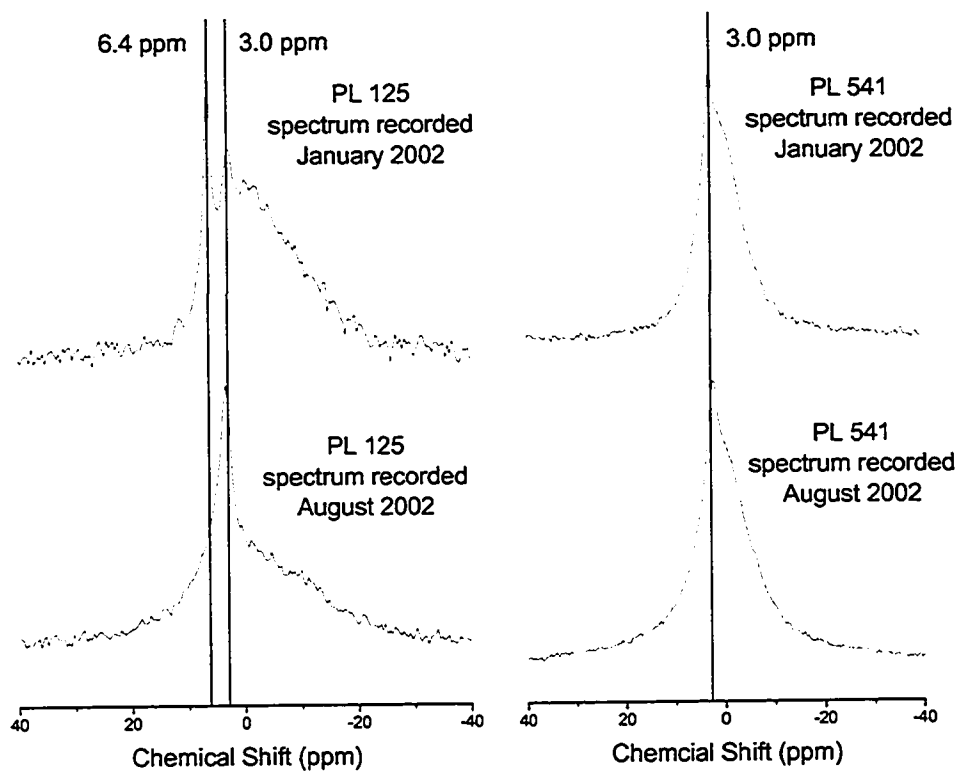 6.4 ppm
3.0 ppm
PL 125
spectrum recorded
January 2002
PL 125
spectrum recorded
August 2002
40
20
0
-20
-40
Chemical Shift (ppm)
3.0 ppm
PL 541
spectrum recorded
January 2002
PL 541
spectrum recorded
August 2002
40
20
0
-20
-40
Chemcial Shift (ppm)